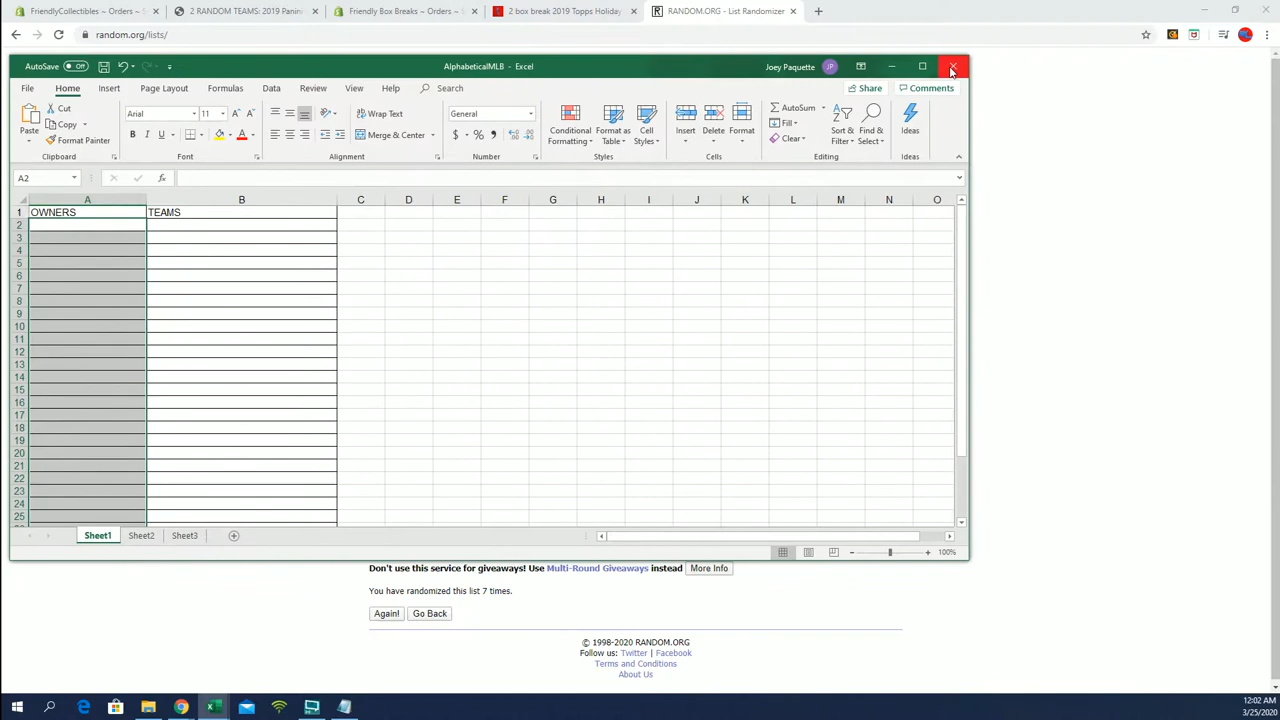 FriendlyCollectibles ~ Orders ~ S
2 RANDOM TEAMS: 2019 Panini
Friendly Box Breaks ~ Orders ~ S
2 box break 2019 Topps Holiday
RANDOM.ORG - List Randomizer
random.org/lists/
AutoSave Off
AlphabeticalMLB - Excel
Joey Paquette JP
File Home Insert Page Layout Formulas Data Review View Help Search Share Comments
Paste Cut Copy Format Painter
Arial 11
B I U
Wrap Text
Merge & Center
General
$ %
Conditional Formatting
Format as Table
Cell Styles
Insert Delete Format
AutoSum
Fill
Clear
Sort & Filter
Find & Select
Ideas
Clipboard Font Alignment Number Styles Cells Editing Ideas
A2 fx
A B C D E F G H I J K L M N O
1 OWNERS TEAMS
2
3
4
5
6
7
8
9
10
11
12
13
14
15
16
17
18
19
20
21
22
23
24
25
Sheet1 Sheet2 Sheet3
100%
Don't use this service for giveaways! Use Multi-Round Giveaways instead More Info
You have randomized this list 7 times.
Again! Go Back
© 1998-2020 RANDOM.ORG
Follow us: Twitter | Facebook
Terms and Conditions
About Us
12:02 AM
3/25/2020